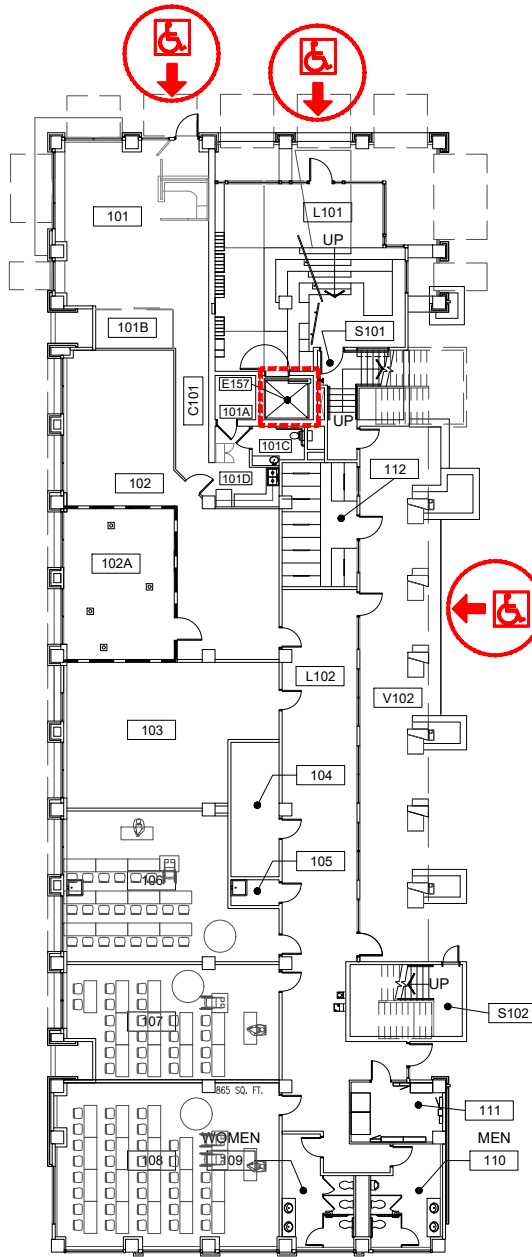 101
L101
UP
101B
S101
E157
C101
101A
UP
101C
112
101D
102
102A
L102
V102
103
104
105
106
UP
S102
107
865 SQ. FT.
111
WOMEN
MEN
108
109
110